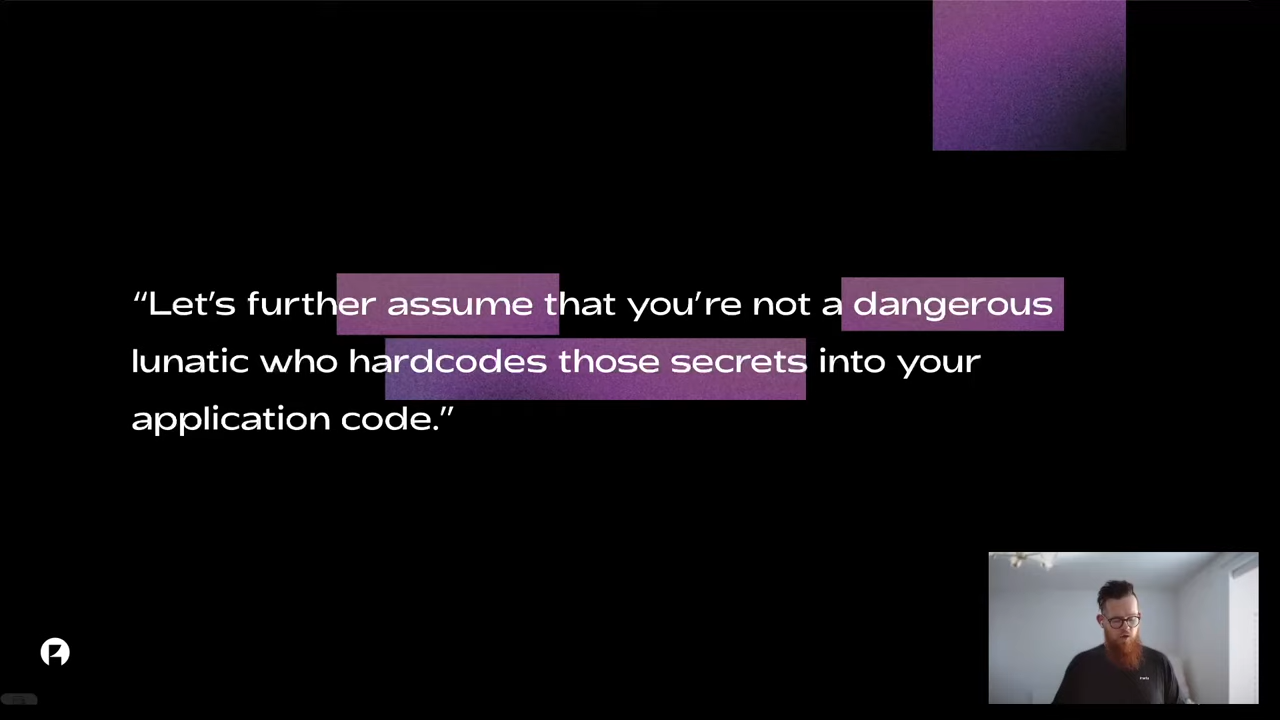 “Let’s further assume that you’re not a dangerous
lunatic who hardcodes those secrets into your
application code.”